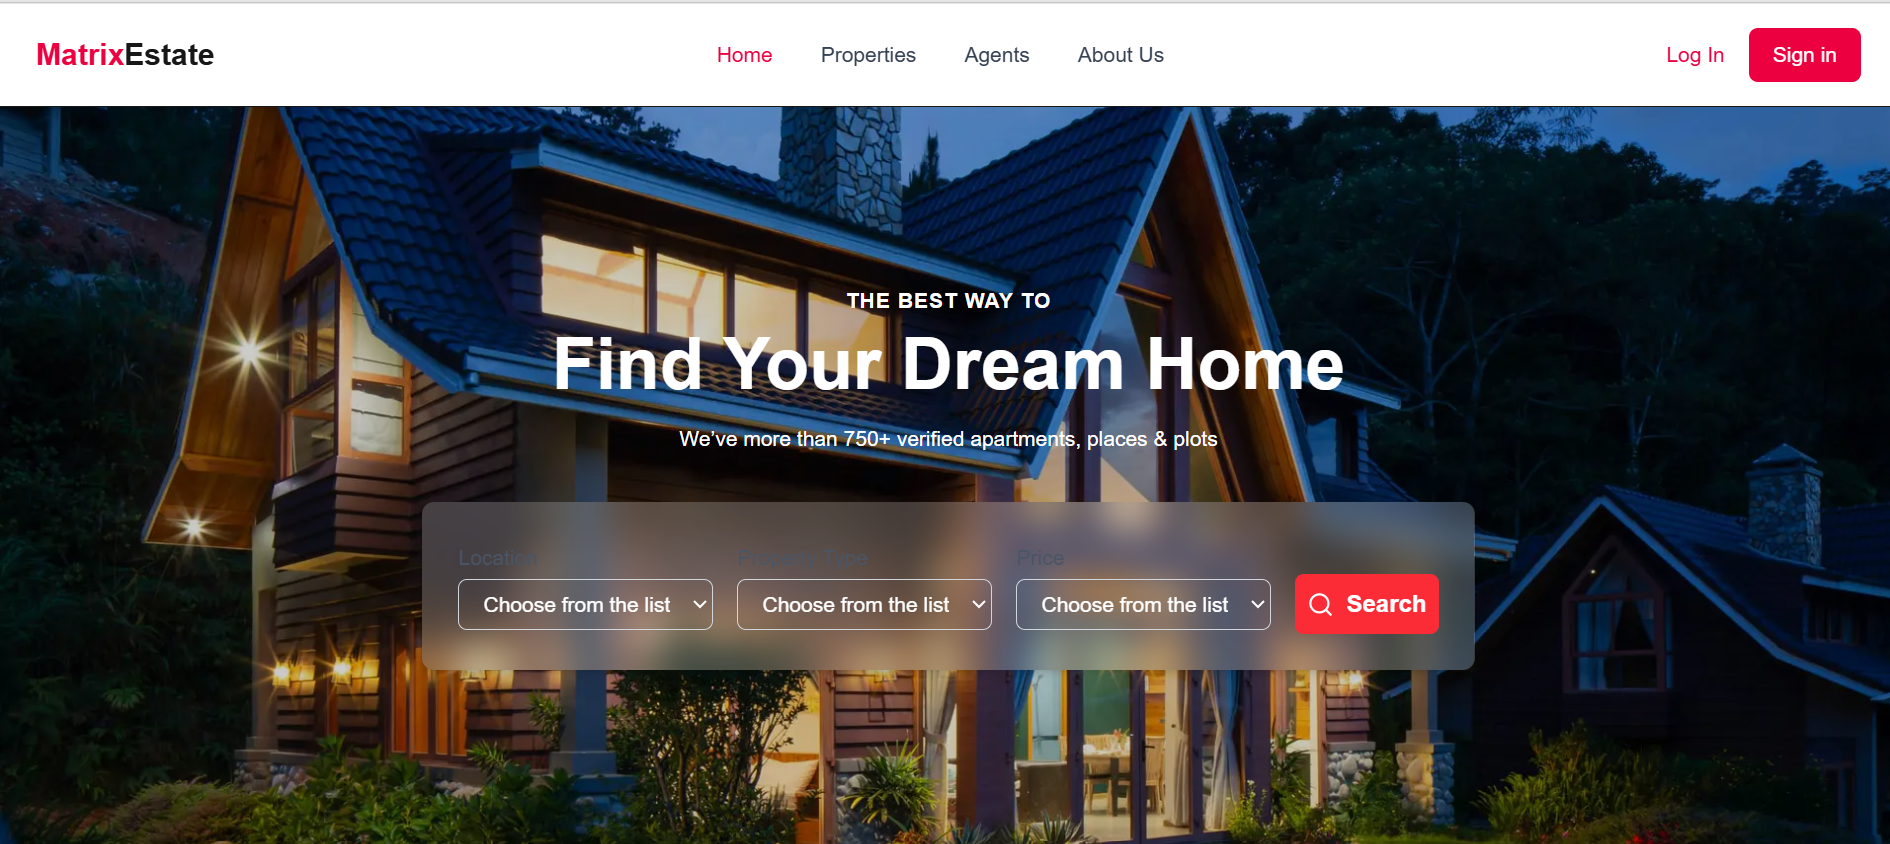 MatrixEstate
Home Properties Agents About Us
Log In Sign in
THE BEST WAY TO
Find Your Dream Home
We've more than 750+ verified apartments, places & plots
Location Property Type Price
Choose from the list Choose from the list Choose from the list Search